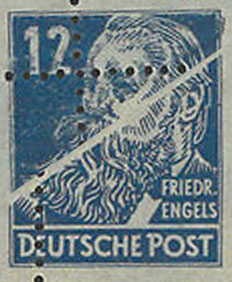 12
FRIEDR.
ENGELS
DEUTSCHE POST